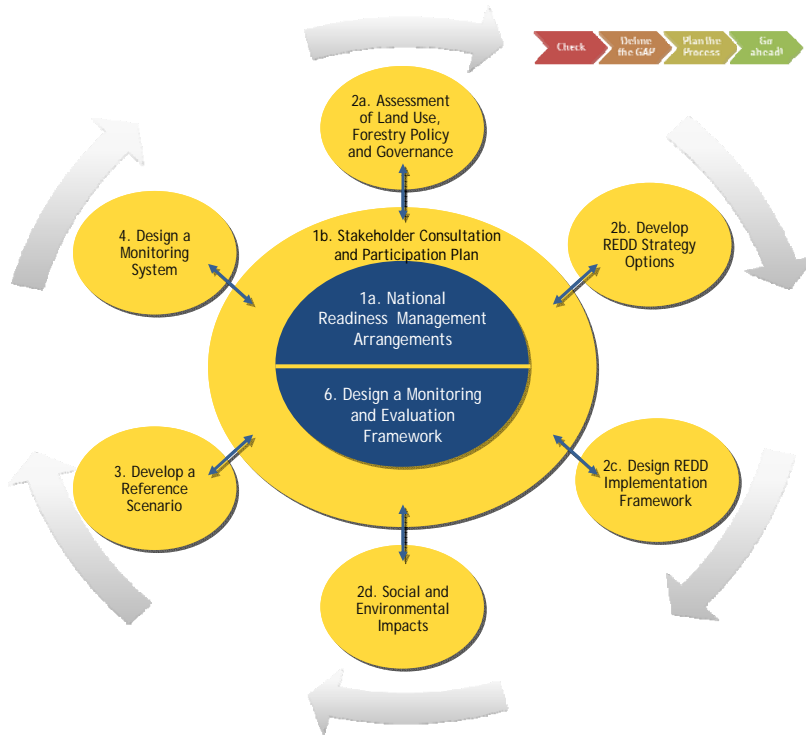 Check
Define
the GAP
Plan the
Process
Go
ahead!
2a. Assessment
of Land Use,
Forestry Policy
and Governance
4. Design a
Monitoring
System
1b. Stakeholder Consultation
and Participation Plan
2b. Develop
REDD Strategy
Options
1a. National
Readiness Management
Arrangements
6. Design a Monitoring
and Evaluation
Framework
3. Develop a
Reference
Scenario
2c. Design REDD
Implementation
Framework
2d. Social and
Environmental
Impacts